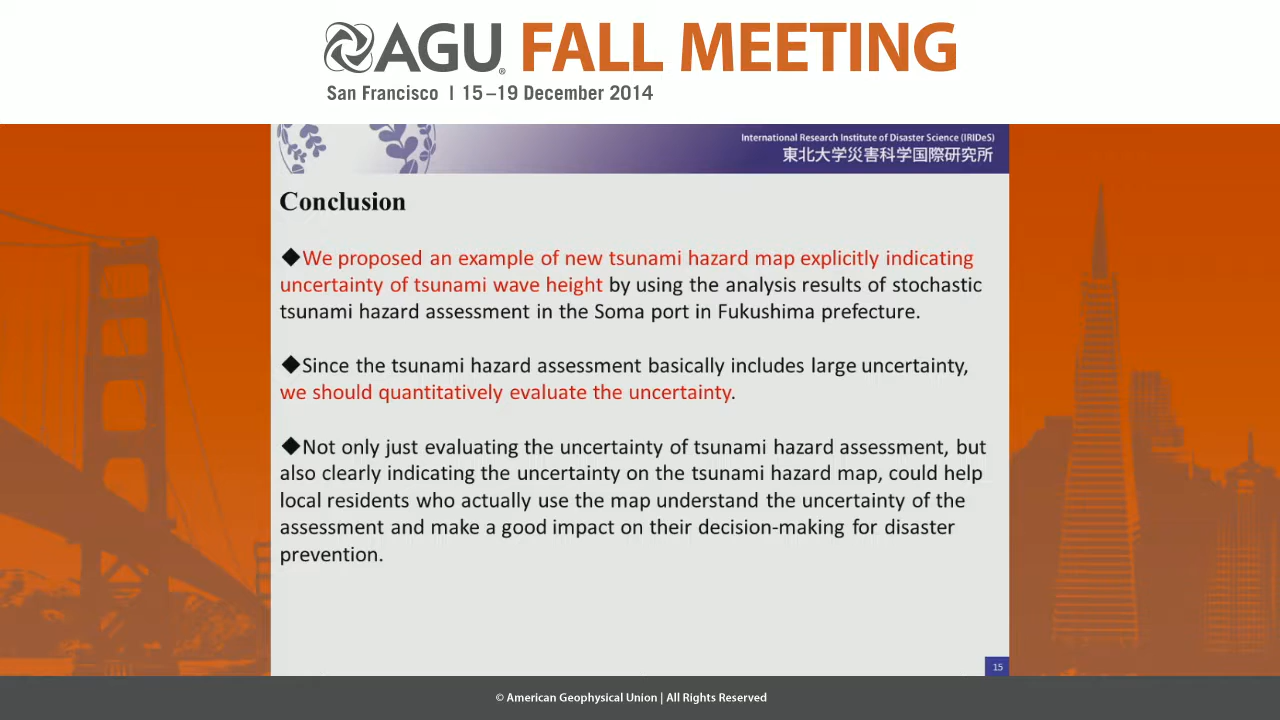 AGU FALL MEETING
San Francisco | 15–19 December 2014
International Research Institute of Disaster Science (IRIDeS)
東北大学災害科学国際研究所
Conclusion
◆We proposed an example of new tsunami hazard map explicitly indicating
uncertainty of tsunami wave height by using the analysis results of stochastic
tsunami hazard assessment in the Soma port in Fukushima prefecture.
◆Since the tsunami hazard assessment basically includes large uncertainty,
we should quantitatively evaluate the uncertainty.
◆Not only just evaluating the uncertainty of tsunami hazard assessment, but
also clearly indicating the uncertainty on the tsunami hazard map, could help
local residents who actually use the map understand the uncertainty of the
assessment and make a good impact on their decision-making for disaster
prevention.
15
© American Geophysical Union | All Rights Reserved